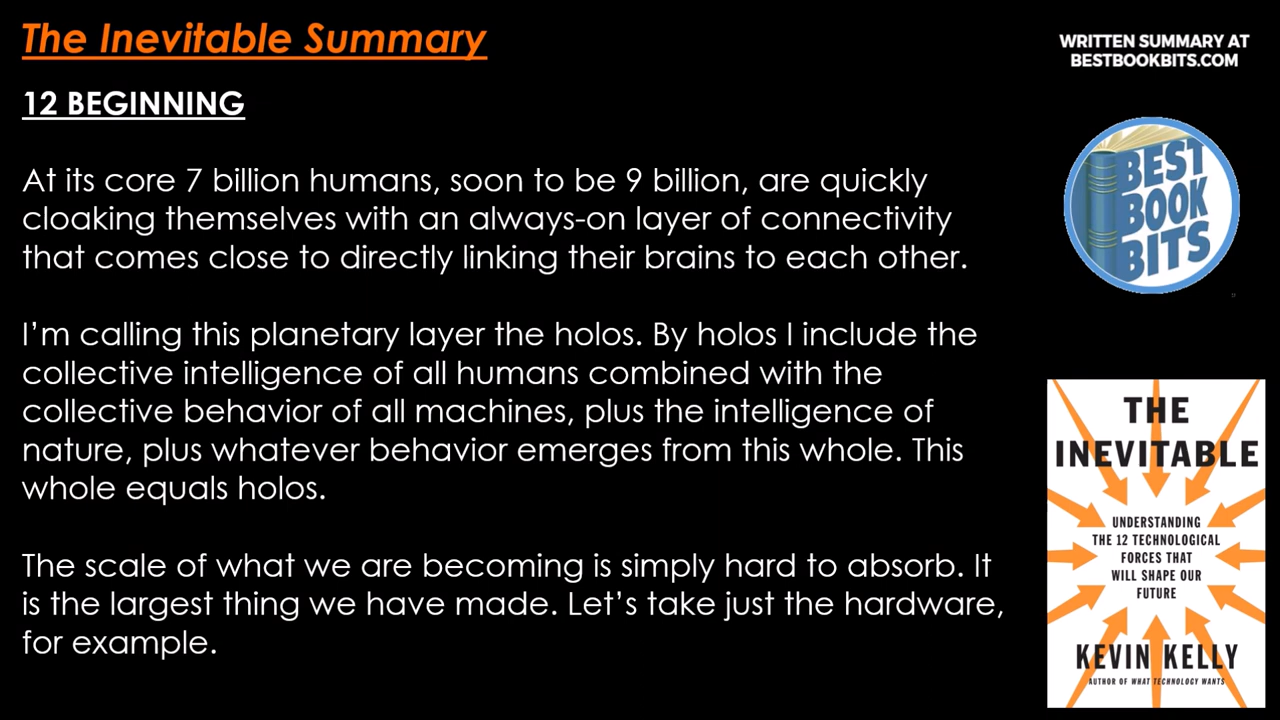 The Inevitable Summary
WRITTEN SUMMARY AT
BESTBOOKBITS.COM
12 BEGINNING
At its core 7 billion humans, soon to be 9 billion, are quickly
cloaking themselves with an always-on layer of connectivity
that comes close to directly linking their brains to each other.
I’m calling this planetary layer the holos. By holos I include the
collective intelligence of all humans combined with the
collective behavior of all machines, plus the intelligence of
nature, plus whatever behavior emerges from this whole. This
whole equals holos.
The scale of what we are becoming is simply hard to absorb. It
is the largest thing we have made. Let’s take just the hardware,
for example.
BEST
BOOK
BITS
THE
INEVITABLE
UNDERSTANDING
THE 12 TECHNOLOGICAL
FORCES THAT
WILL SHAPE OUR
FUTURE
KEVIN KELLY
AUTHOR OF WHAT TECHNOLOGY WANTS